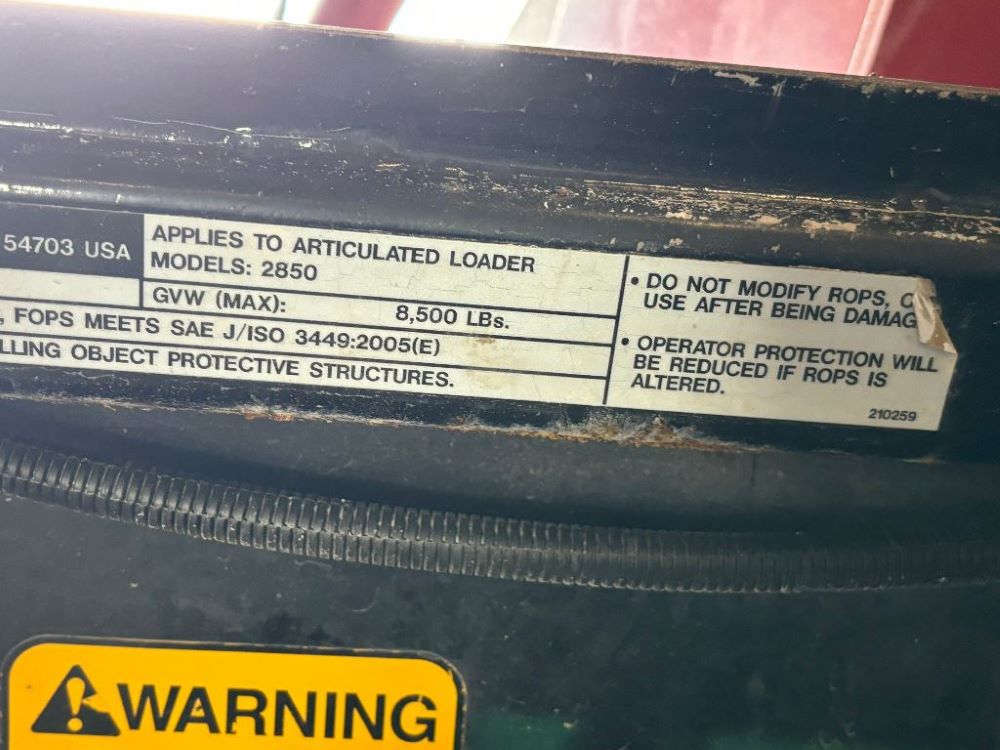 54703 USA
APPLIES TO ARTICULATED LOADER
MODELS: 2850
GVW (MAX): 8,500 LBs.
, FOPS MEETS SAE J/ISO 3449:2005(E)
LLING OBJECT PROTECTIVE STRUCTURES.
• DO NOT MODIFY ROPS,
USE AFTER BEING DAMAG
• OPERATOR PROTECTION WILL
BE REDUCED IF ROPS IS
ALTERED.
210259
WARNING